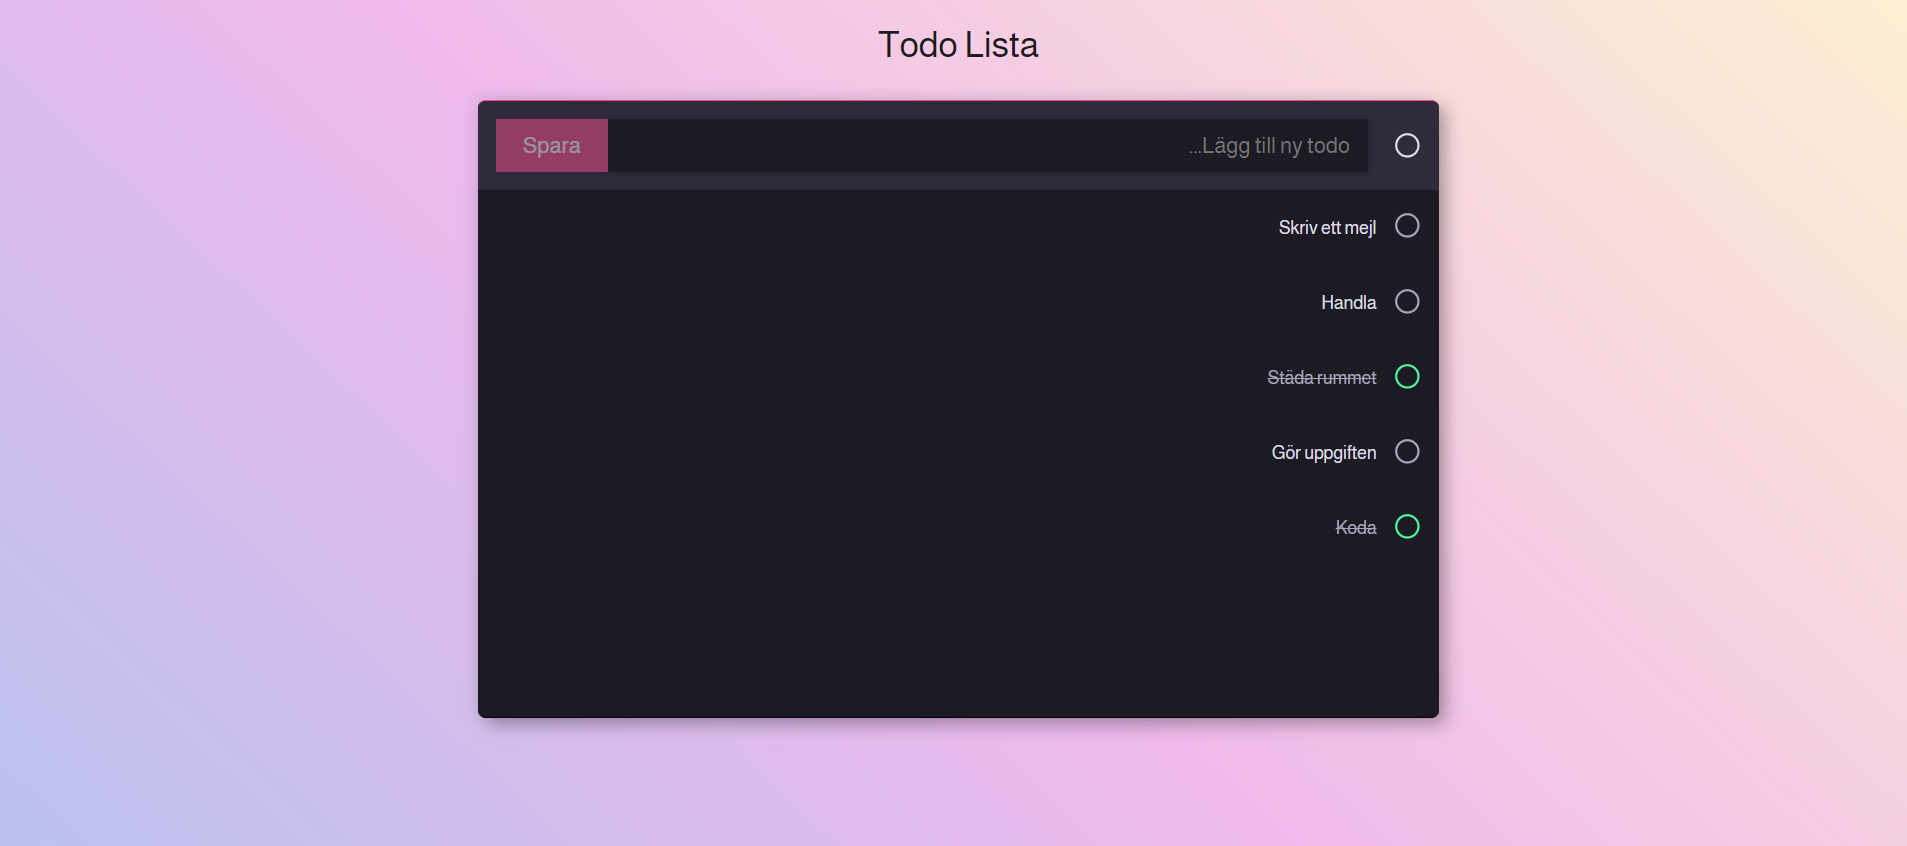 Todo Lista
Spara
...Lägg till ny todo
Skriv ett mejl
Handla
Städa rummet
Gör uppgiften
Koda